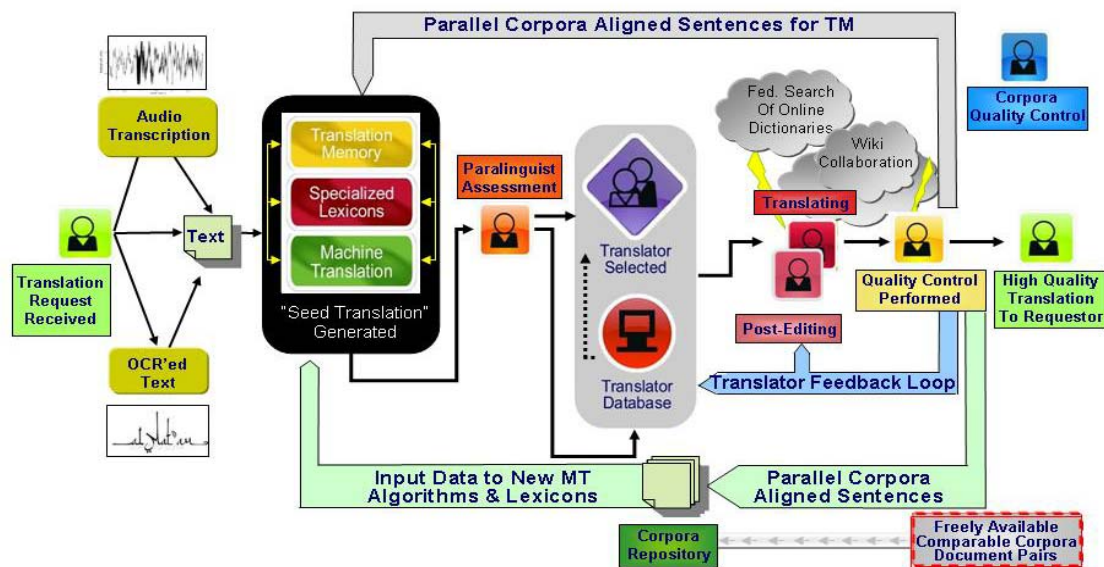 Parallel Corpora Aligned Sentences for TM
Audio
Transcription
Translation
Request
Received
Text
OCR'ed
Text
Translation
Memory
Specialized
Lexicons
Machine
Translation
"Seed Translation"
Generated
Paralinguist
Assessment
Translator
Selected
Translator
Database
Fed. Search
Of Online
Dictionaries
Wiki
Collaboration
Translating
Post-Editing
Corpora
Quality Control
Quality Control
Performed
High Quality
Translation
To Requestor
Translator Feedback Loop
Input Data to New MT
Algorithms & Lexicons
Parallel Corpora
Aligned Sentences
Corpora
Repository
Freely Available
Comparable Corpora
Document Pairs